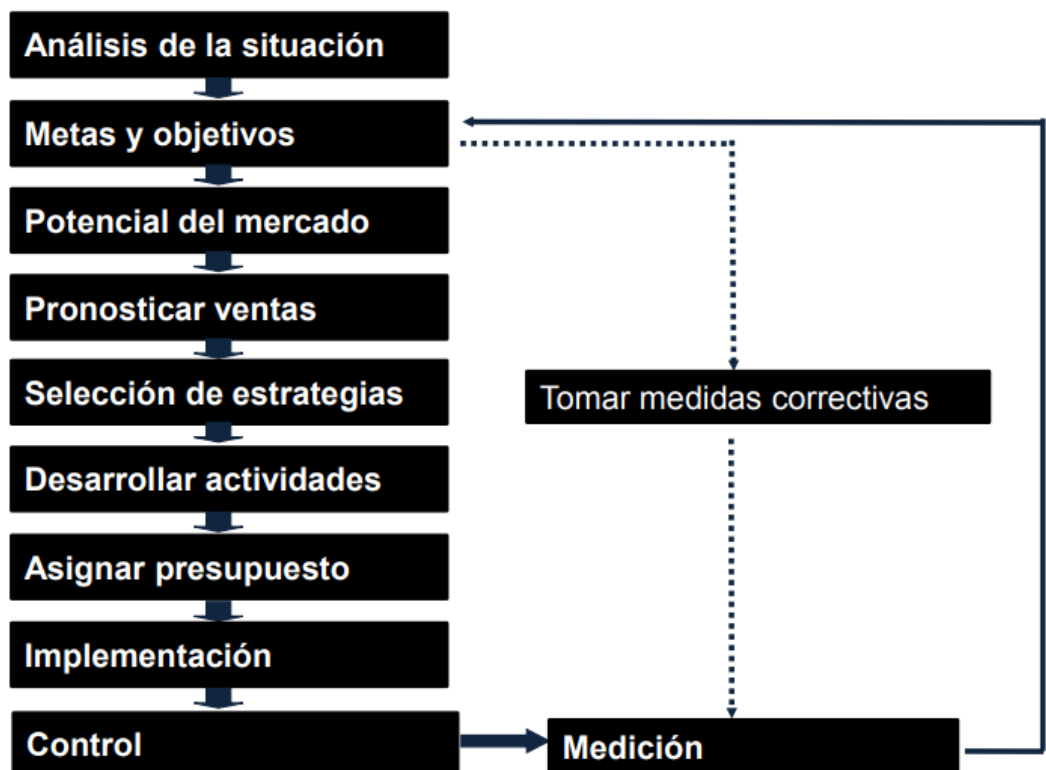 Análisis de la situación
Metas y objetivos
Potencial del mercado
Pronosticar ventas
Selección de estrategias
Tomar medidas correctivas
Desarrollar actividades
Asignar presupuesto
Implementación
Control
Medición